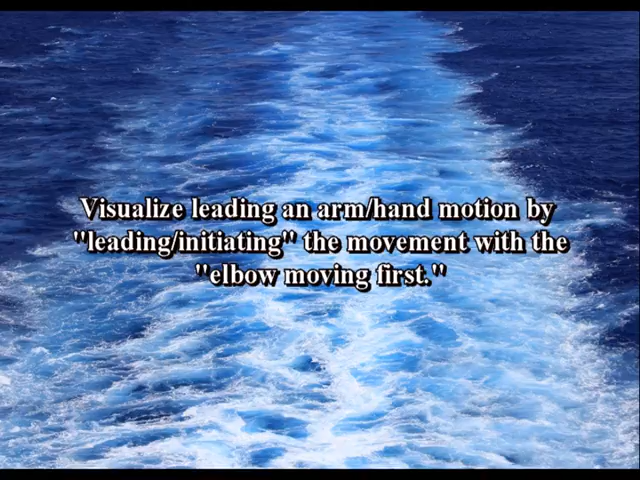 Visualize leading an arm/hand motion by
"leading/initiating" the movement with the
"elbow moving first."